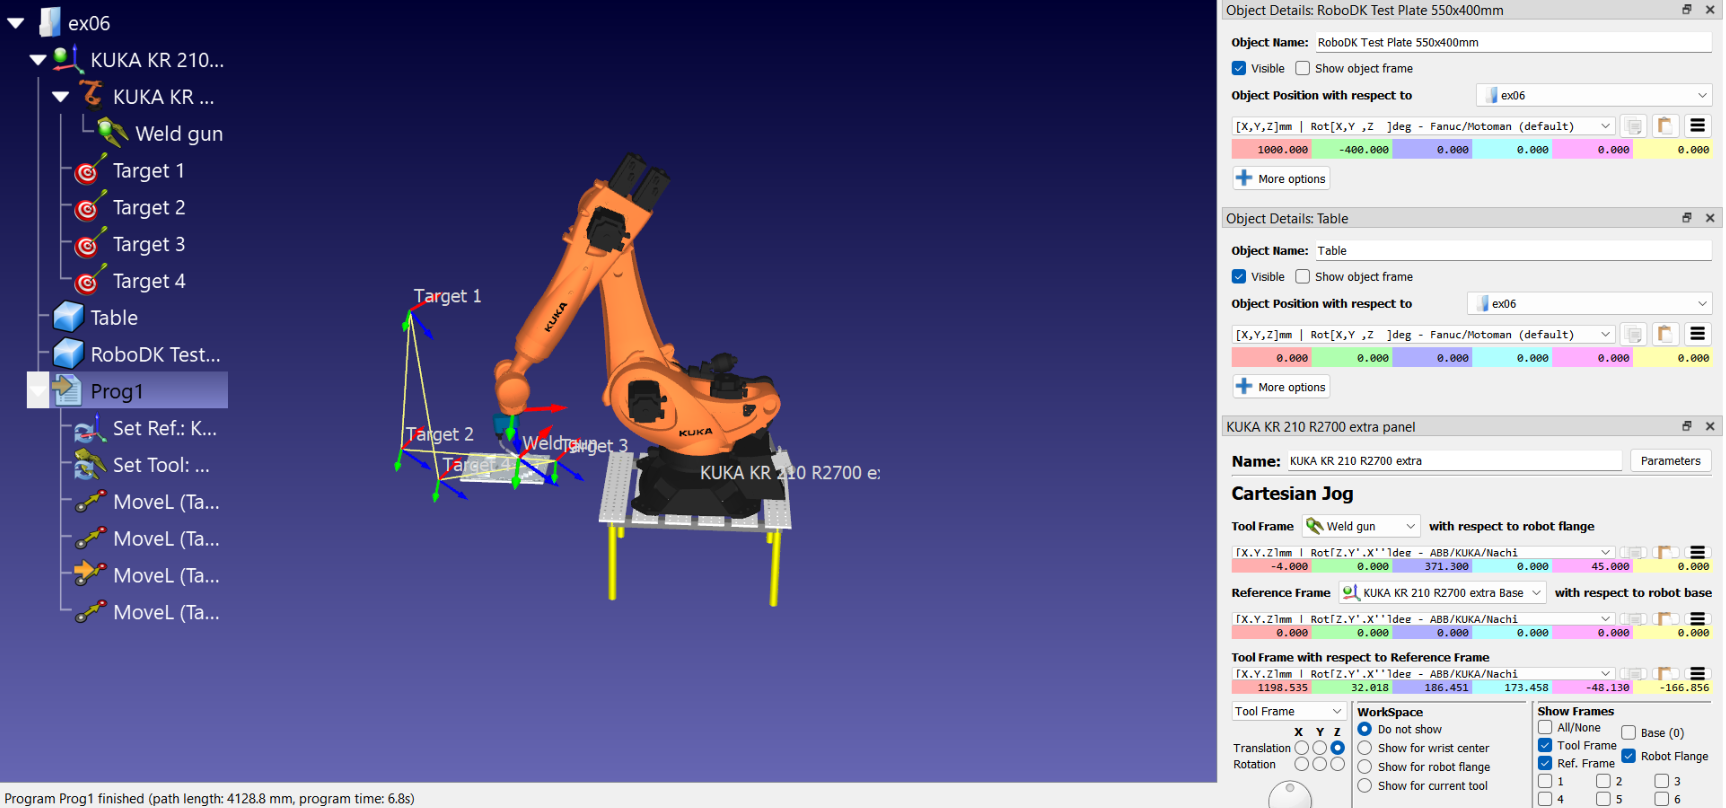 ex06
KUKA KR 210...
KUKA KR ...
Weld gun
Target 1
Target 2
Target 3
Target 4
Table
RoboDK Test...
Prog1
Set Ref.: K...
Set Tool: ...
MoveL (Ta...
MoveL (Ta...
MoveL (Ta...
MoveL (Ta...
Target 1
KUKA
Target 2
Weld gun
Target 3
Target 4
KUKA
KUKA KR 210 R2700 ex
Program Prog1 finished (path length: 4128.8 mm, program time: 6.8s)
Object Details: RoboDK Test Plate 550x400mm
Object Name: RoboDK Test Plate 550x400mm
Visible Show object frame
Object Position with respect to ex06
[X,Y,Z]mm | Rot[X,Y ,Z ]deg - Fanuc/Motoman (default)
1000.000 -400.000 0.000 0.000 0.000 0.000
More options
Object Details: Table
Object Name: Table
Visible Show object frame
Object Position with respect to ex06
[X,Y,Z]mm | Rot[X,Y ,Z ]deg - Fanuc/Motoman (default)
0.000 0.000 0.000 0.000 0.000 0.000
More options
KUKA KR 210 R2700 extra panel
Name: KUKA KR 210 R2700 extra Parameters
Cartesian Jog
Tool Frame Weld gun with respect to robot flange
[X,Y,Z]mm | Rot[Z,Y',X'']deg - ABB/KUKA/Nachi
-4.000 0.000 371.300 0.000 45.000 0.000
Reference Frame KUKA KR 210 R2700 extra Base with respect to robot base
[X,Y,Z]mm | Rot[Z,Y',X'']deg - ABB/KUKA/Nachi
0.000 0.000 0.000 0.000 0.000 0.000
Tool Frame with respect to Reference Frame
[X,Y,Z]mm | Rot[Z,Y',X'']deg - ABB/KUKA/Nachi
1198.535 32.018 186.451 173.458 -48.130 -166.856
Tool Frame
X Y Z
Translation
Rotation
WorkSpace
Do not show
Show for wrist center
Show for robot flange
Show for current tool
Show Frames
All/None Base (0)
Tool Frame Robot Flange
Ref. Frame
1 2 3
4 5 6